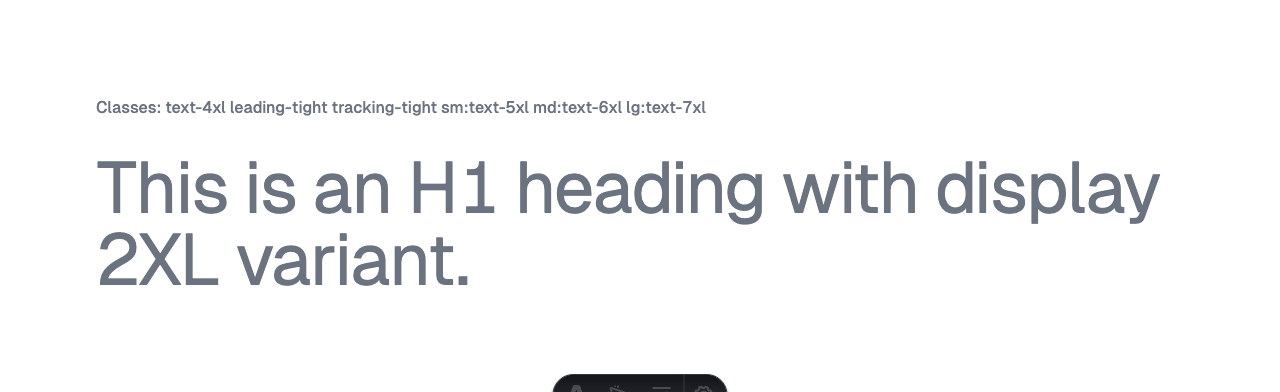 Classes: text-4xl leading-tight tracking-tight sm:text-5xl md:text-6xl lg:text-7xl
This is an H1 heading with display
2XL variant.